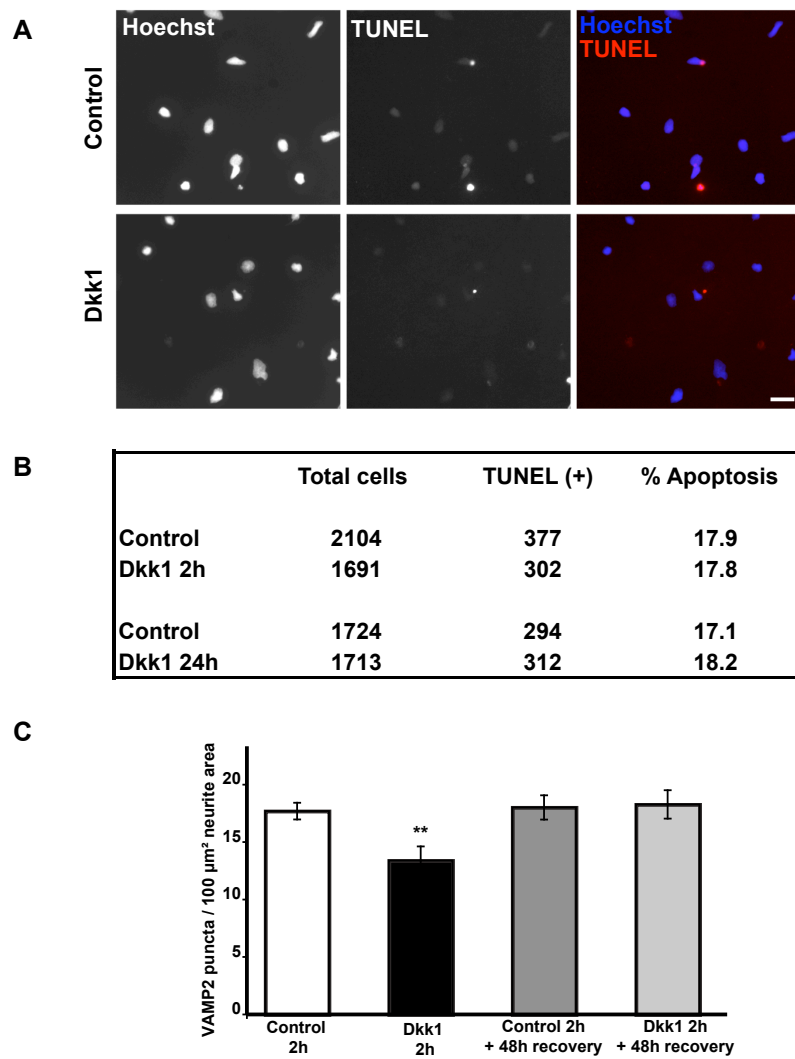 A
Hoechst
TUNEL
Hoechst
TUNEL
Control
Dkk1
B
Total cells TUNEL (+) % Apoptosis
Control 2104 377 17.9
Dkk1 2h 1691 302 17.8
Control 1724 294 17.1
Dkk1 24h 1713 312 18.2
C
VAMP2 puncta / 100 µm² neurite area
20
15
10
5
0
**
Control
2h
Dkk1
2h
Control 2h
+ 48h recovery
Dkk1 2h
+ 48h recovery